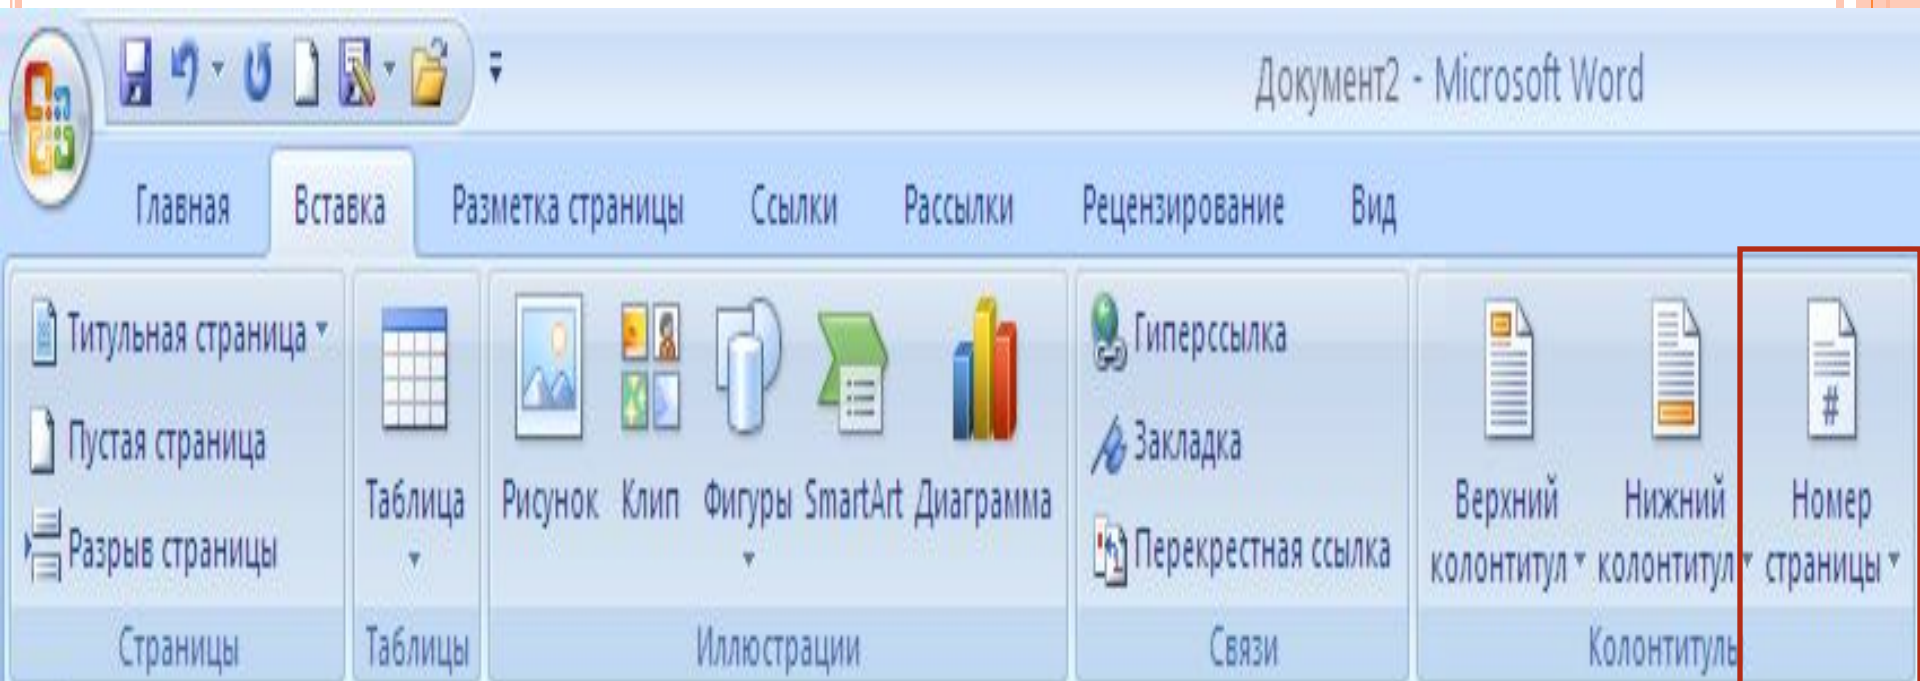 Документ2 - Microsoft Word
Главная Вставка Разметка страницы Ссылки Рассылки Рецензирование Вид
Титульная страница
Пустая страница
Разрыв страницы
Страницы
Таблица
Таблицы
Рисунок Клип Фигуры SmartArt Диаграмма
Иллюстрации
Гиперссылка
Закладка
Перекрестная ссылка
Связи
Верхний
колонтитул
Нижний
колонтитул
#
Номер
страницы
Колонтитулы